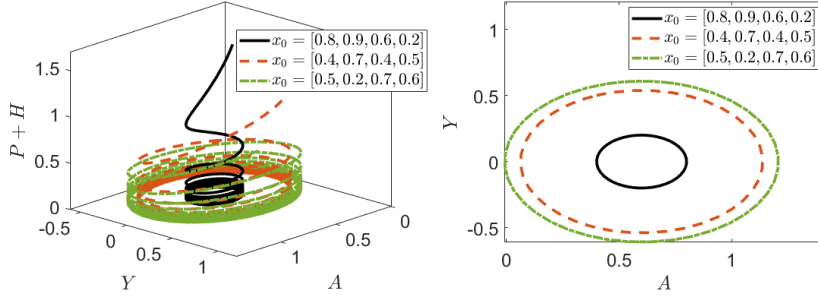 x₀ = [0.8, 0.9, 0.6, 0.2]
x₀ = [0.4, 0.7, 0.4, 0.5]
x₀ = [0.5, 0.2, 0.7, 0.6]
P + H
1.5
1
0.5
0
-0.5
0
0.5
1
Y
1
0.5
0
A
x₀ = [0.8, 0.9, 0.6, 0.2]
x₀ = [0.4, 0.7, 0.4, 0.5]
x₀ = [0.5, 0.2, 0.7, 0.6]
Y
1
0.5
0
-0.5
0
0.5
1
A